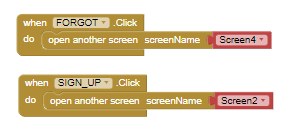 when FORGOT .Click
do open another screen screenName Screen4
when SIGN_UP .Click
do open another screen screenName Screen2